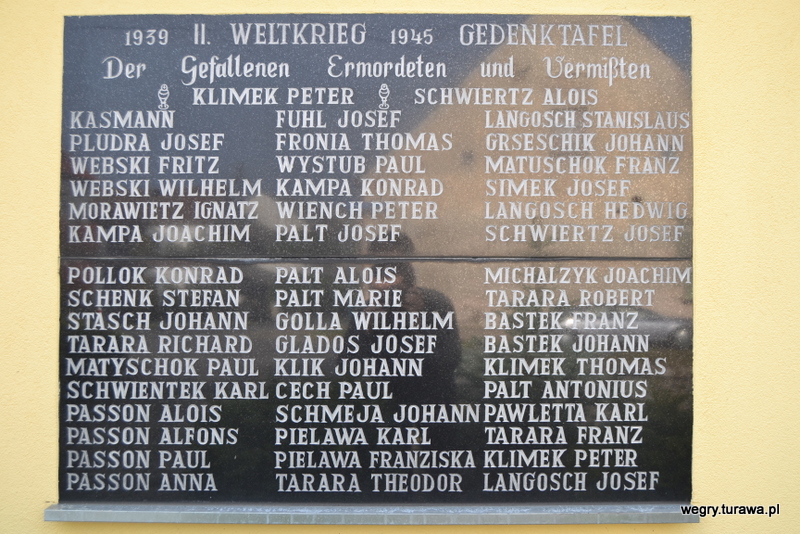 1939 II. WELTKRIEG 1945 GEDENKTAFEL
Der Gefallenen Ermordeten und Vermißten
KLIMEK PETER SCHWIERTZ ALOIS
KASMANN FUHL JOSEF LANGOSCH STANISLAUS
PLUDRA JOSEF FRONIA THOMAS GRSESCHIK JOHANN
WEBSKI FRITZ WYSTUB PAUL MATUSCHOK FRANZ
WEBSKI WILHELM KAMPA KONRAD SIMEK JOSEF
MORAWIETZ IGNATZ WIENCH PETER LANGOSCH HEDWIG
KAMPA JOACHIM PALT JOSEF SCHWIERTZ JOSEF
POLLOK KONRAD PALT ALOIS MICHALZYK JOACHIM
SCHENK STEFAN PALT MARIE TARARA ROBERT
STASCH JOHANN GOLLA WILHELM BASTEK FRANZ
TARARA RICHARD GLADOS JOSEF BASTEK JOHANN
MATYSCHOK PAUL KLIK JOHANN KLIMEK THOMAS
SCHWIENTEK KARL CECH PAUL PALT ANTONIUS
PASSON ALOIS SCHMEJA JOHANN PAWLETTA KARL
PASSON ALFONS PIELAWA KARL TARARA FRANZ
PASSON PAUL PIELAWA FRANZISKA KLIMEK PETER
PASSON ANNA TARARA THEODOR LANGOSCH JOSEF
wegry.turawa.pl